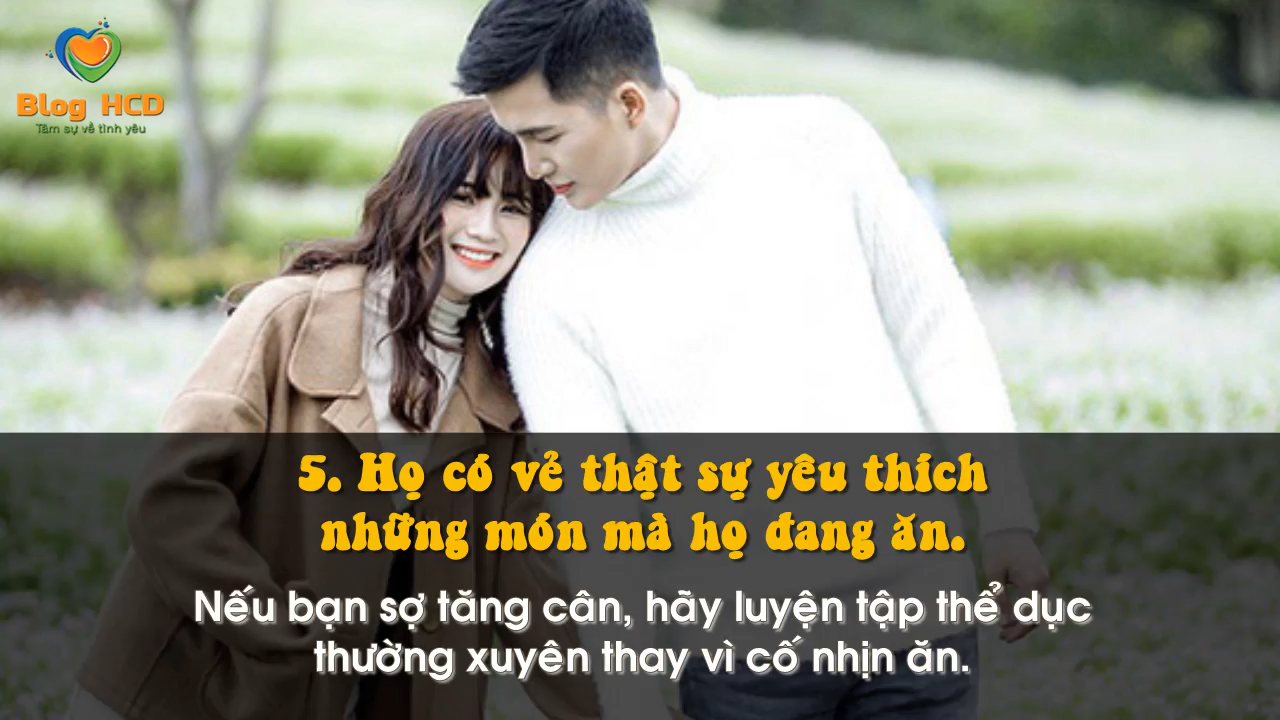 Blog HCD
Tâm sự về tình yêu
5. Họ có vẻ thật sự yêu thích
những món mà họ đang ăn.
Nếu bạn sợ tăng cân, hãy luyện tập thể dục
thường xuyên thay vì cố nhịn ăn.